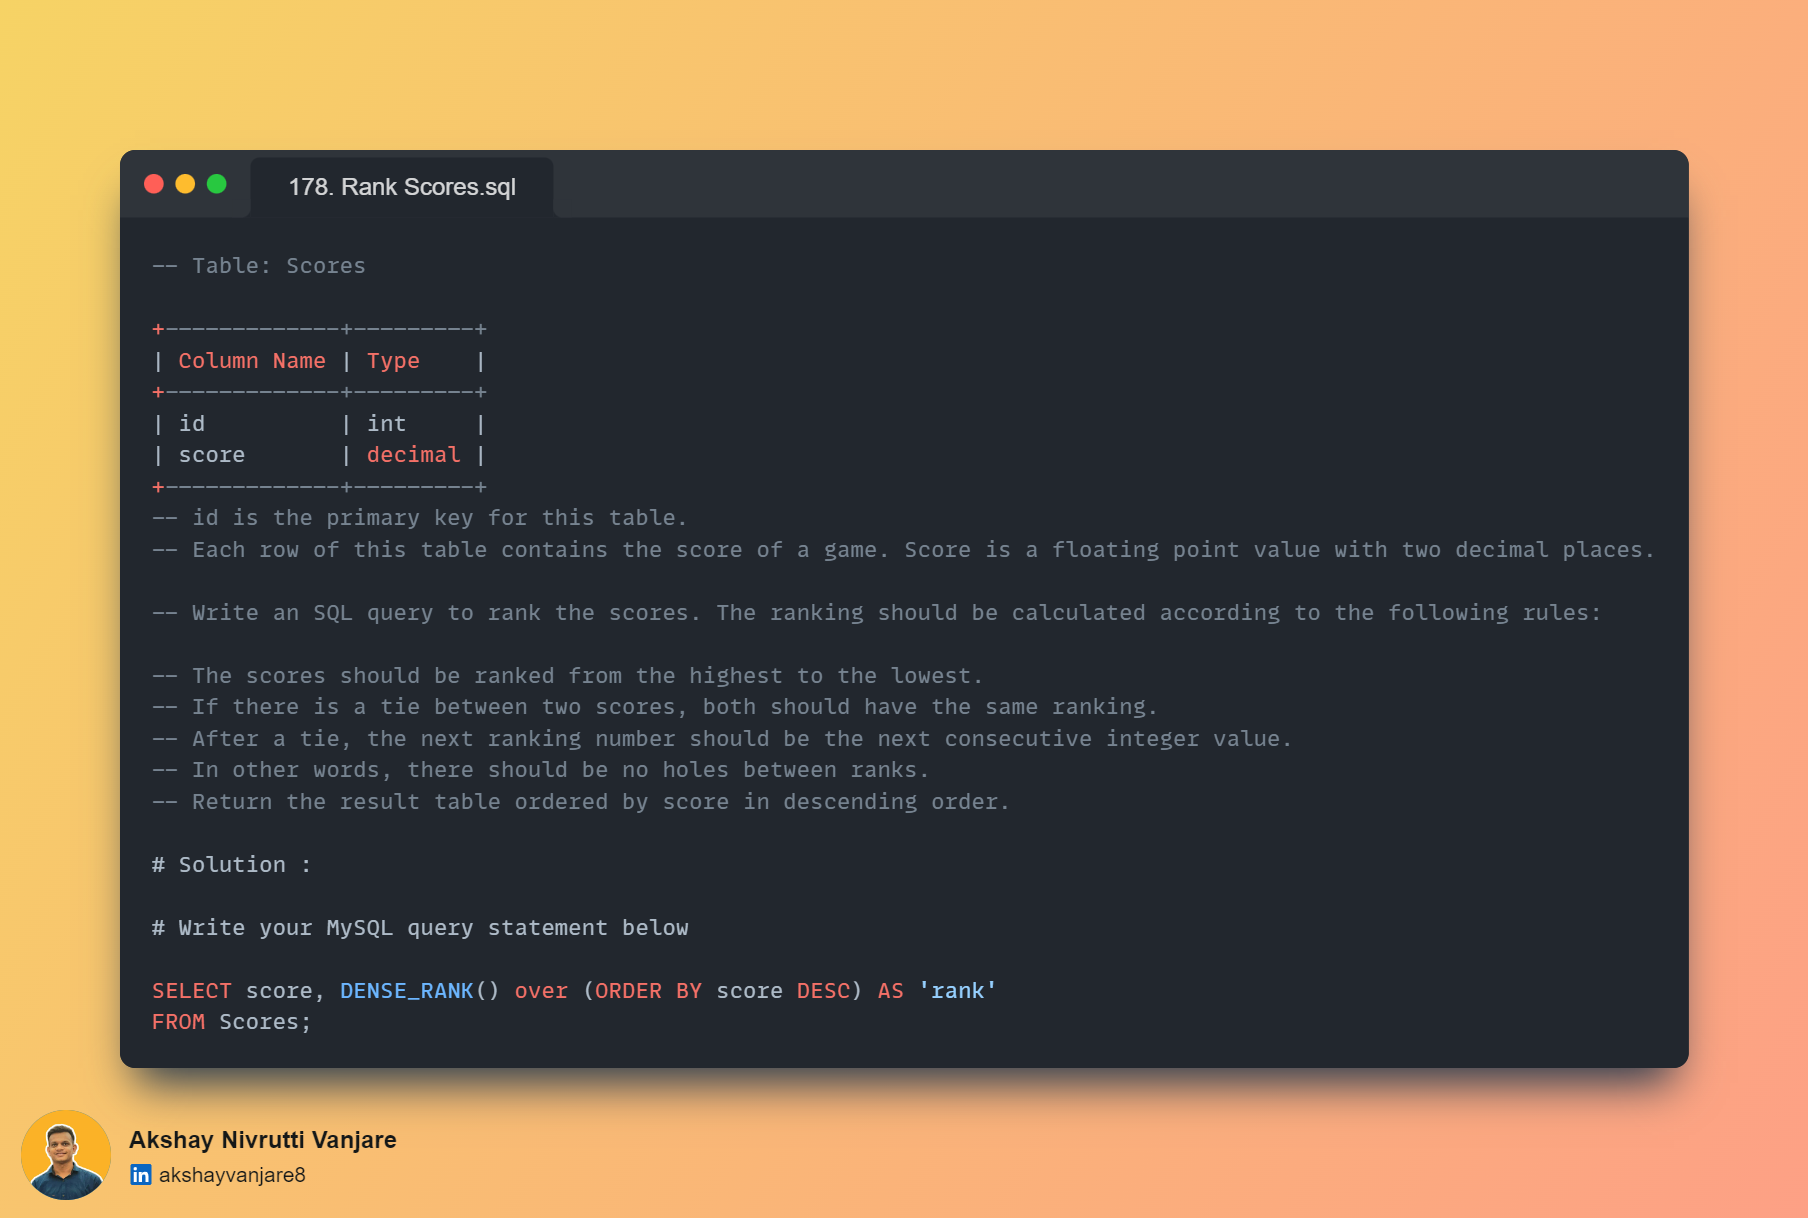 178. Rank Scores.sql
-- Table: Scores
+-------------+---------+
| Column Name | Type    |
+-------------+---------+
| id          | int     |
| score       | decimal |
+-------------+---------+
-- id is the primary key for this table.
-- Each row of this table contains the score of a game. Score is a floating point value with two decimal places.
-- Write an SQL query to rank the scores. The ranking should be calculated according to the following rules:
-- The scores should be ranked from the highest to the lowest.
-- If there is a tie between two scores, both should have the same ranking.
-- After a tie, the next ranking number should be the next consecutive integer value.
-- In other words, there should be no holes between ranks.
-- Return the result table ordered by score in descending order.
# Solution :
# Write your MySQL query statement below
SELECT score, DENSE_RANK() over (ORDER BY score DESC) AS 'rank'
FROM Scores;
Akshay Nivrutti Vanjare
in akshayvanjare8